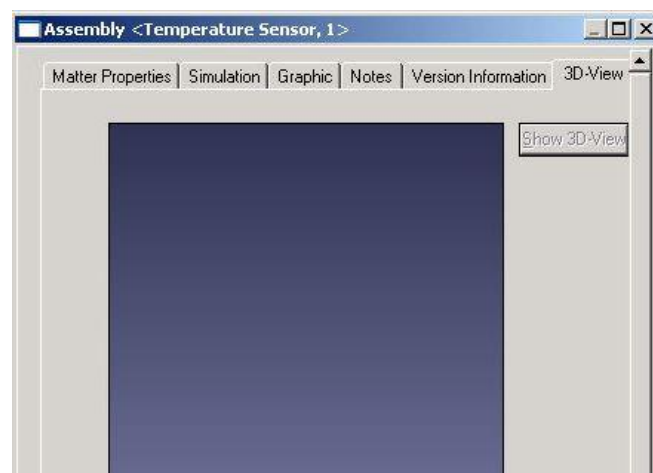 Assembly <Temperature Sensor, 1>
Matter Properties Simulation Graphic Notes Version Information 3D-View
Show 3D-View